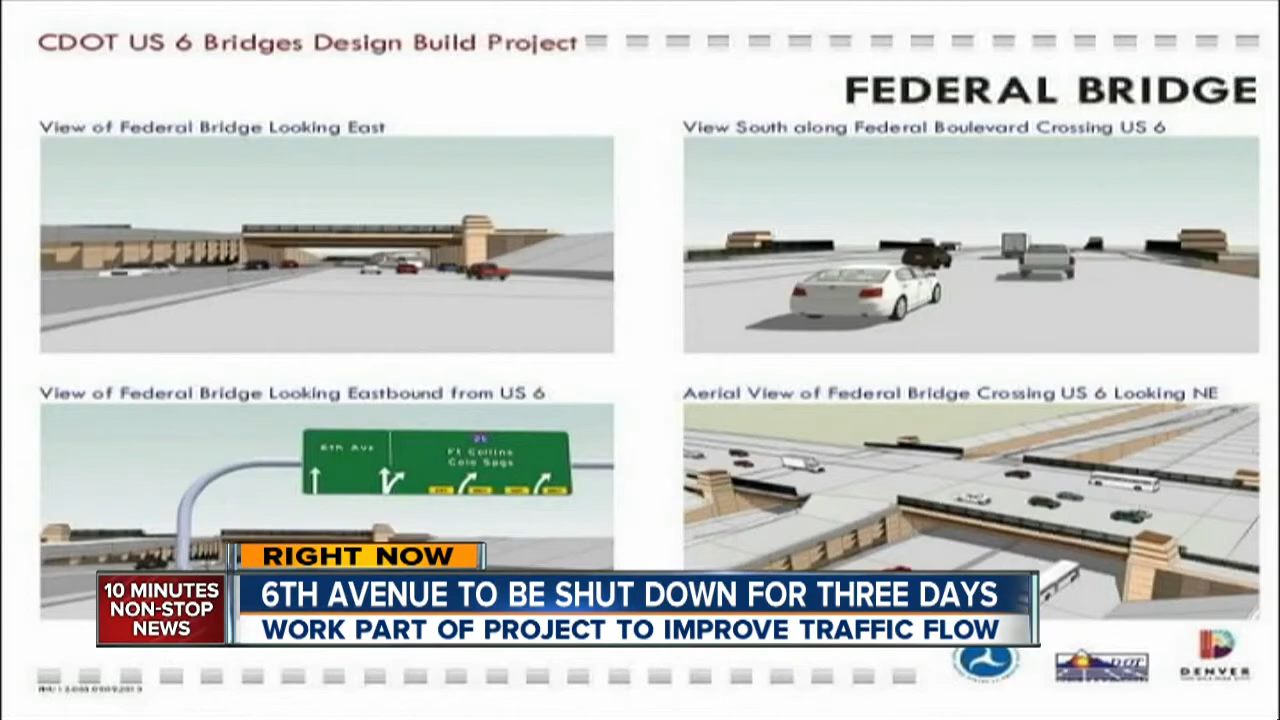 CDOT US 6 Bridges Design Build Project
FEDERAL BRIDGE
View of Federal Bridge Looking East
View South along Federal Boulevard Crossing US 6
View of Federal Bridge Looking Eastbound from US 6
Aerial View of Federal Bridge Crossing US 6 Looking NE
6th Ave
25
Ft Collins
Colo Spgs
RIGHT NOW
10 MINUTES
NON-STOP
NEWS
6TH AVENUE TO BE SHUT DOWN FOR THREE DAYS
WORK PART OF PROJECT TO IMPROVE TRAFFIC FLOW
DENVER